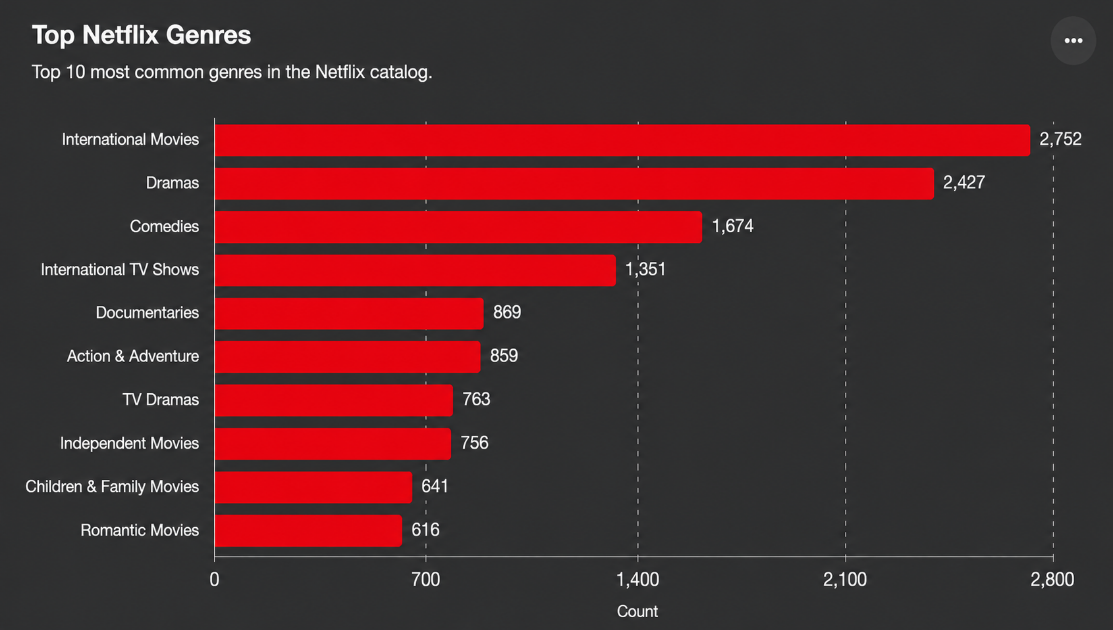 Top Netflix Genres
Top 10 most common genres in the Netflix catalog.
International Movies 2,752
Dramas 2,427
Comedies 1,674
International TV Shows 1,351
Documentaries 869
Action & Adventure 859
TV Dramas 763
Independent Movies 756
Children & Family Movies 641
Romantic Movies 616
0 700 1,400 2,100 2,800
Count